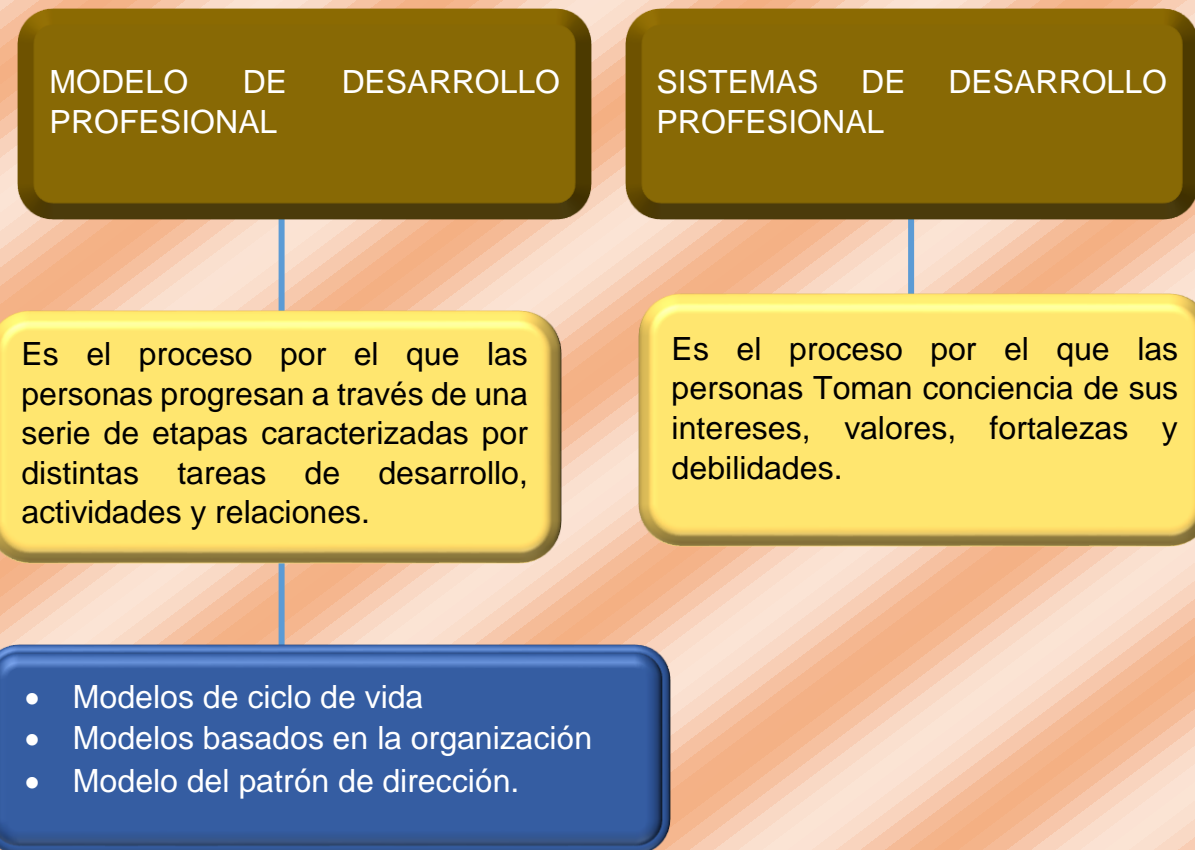 MODELO DE DESARROLLO
PROFESIONAL
SISTEMAS DE DESARROLLO
PROFESIONAL
Es el proceso por el que las
personas progresan a través de una
serie de etapas caracterizadas por
distintas tareas de desarrollo,
actividades y relaciones.
Es el proceso por el que las
personas Toman conciencia de sus
intereses, valores, fortalezas y
debilidades.
• Modelos de ciclo de vida
• Modelos basados en la organización
• Modelo del patrón de dirección.